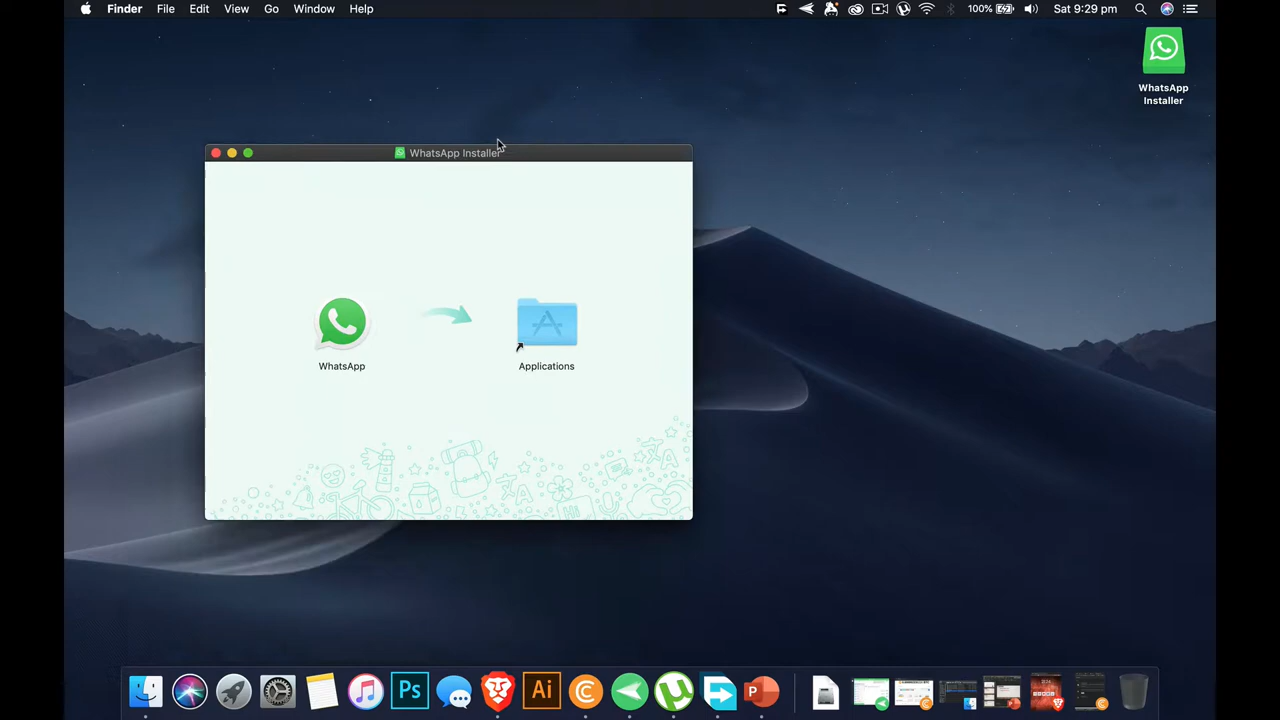 Finder File Edit View Go Window Help 100% Sat 9:29 pm
WhatsApp
Installer
WhatsApp Installer
WhatsApp Applications
Ps Ai